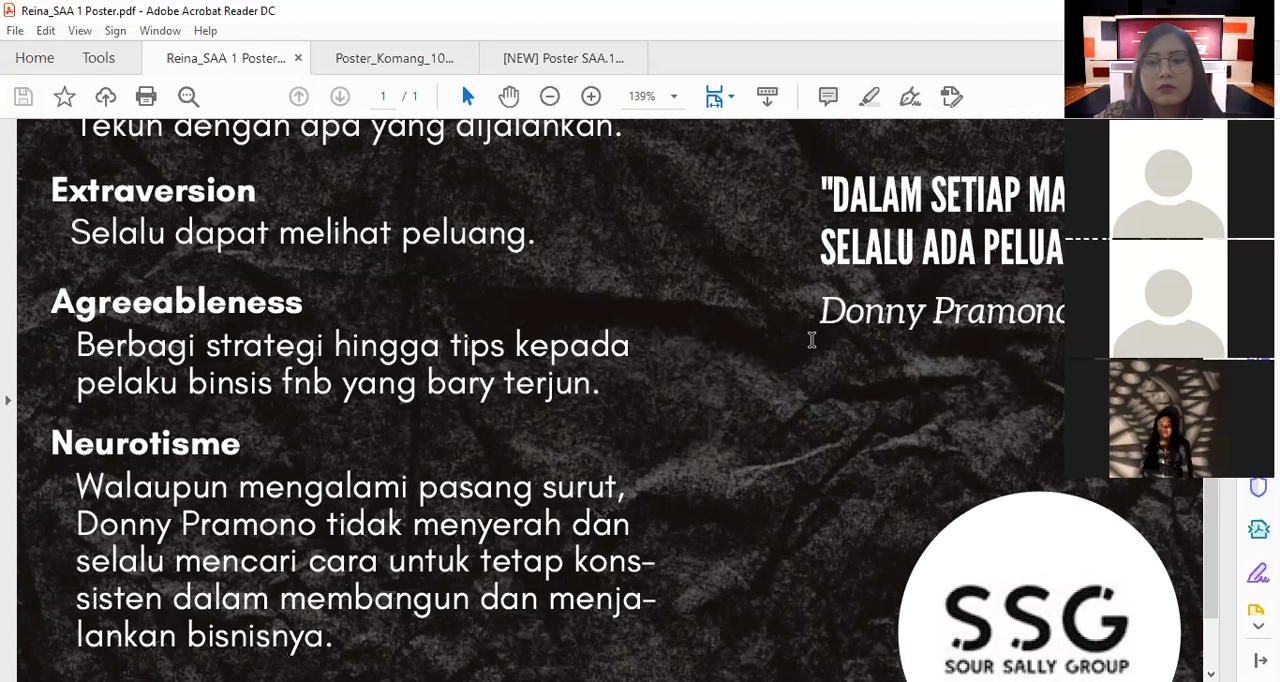 Reina_SAA 1 Poster.pdf - Adobe Acrobat Reader DC
File Edit View Sign Window Help
Home Tools Reina_SAA 1 Poster... × Poster_Komang_10... [NEW] Poster SAA.1...
1 / 1 139%
Tekun dengan apa yang dijalankan.
Extraversion
Selalu dapat melihat peluang.
Agreeableness
Berbagi strategi hingga tips kepada
pelaku binsis fnb yang bary terjun.
Neurotisme
Walaupun mengalami pasang surut,
Donny Pramono tidak menyerah dan
selalu mencari cara untuk tetap kons-
sisten dalam membangun dan menja-
lankan bisnisnya.
"DALAM SETIAP MA
SELALU ADA PELUA
Donny Pramono
SSG
SOUR SALLY GROUP